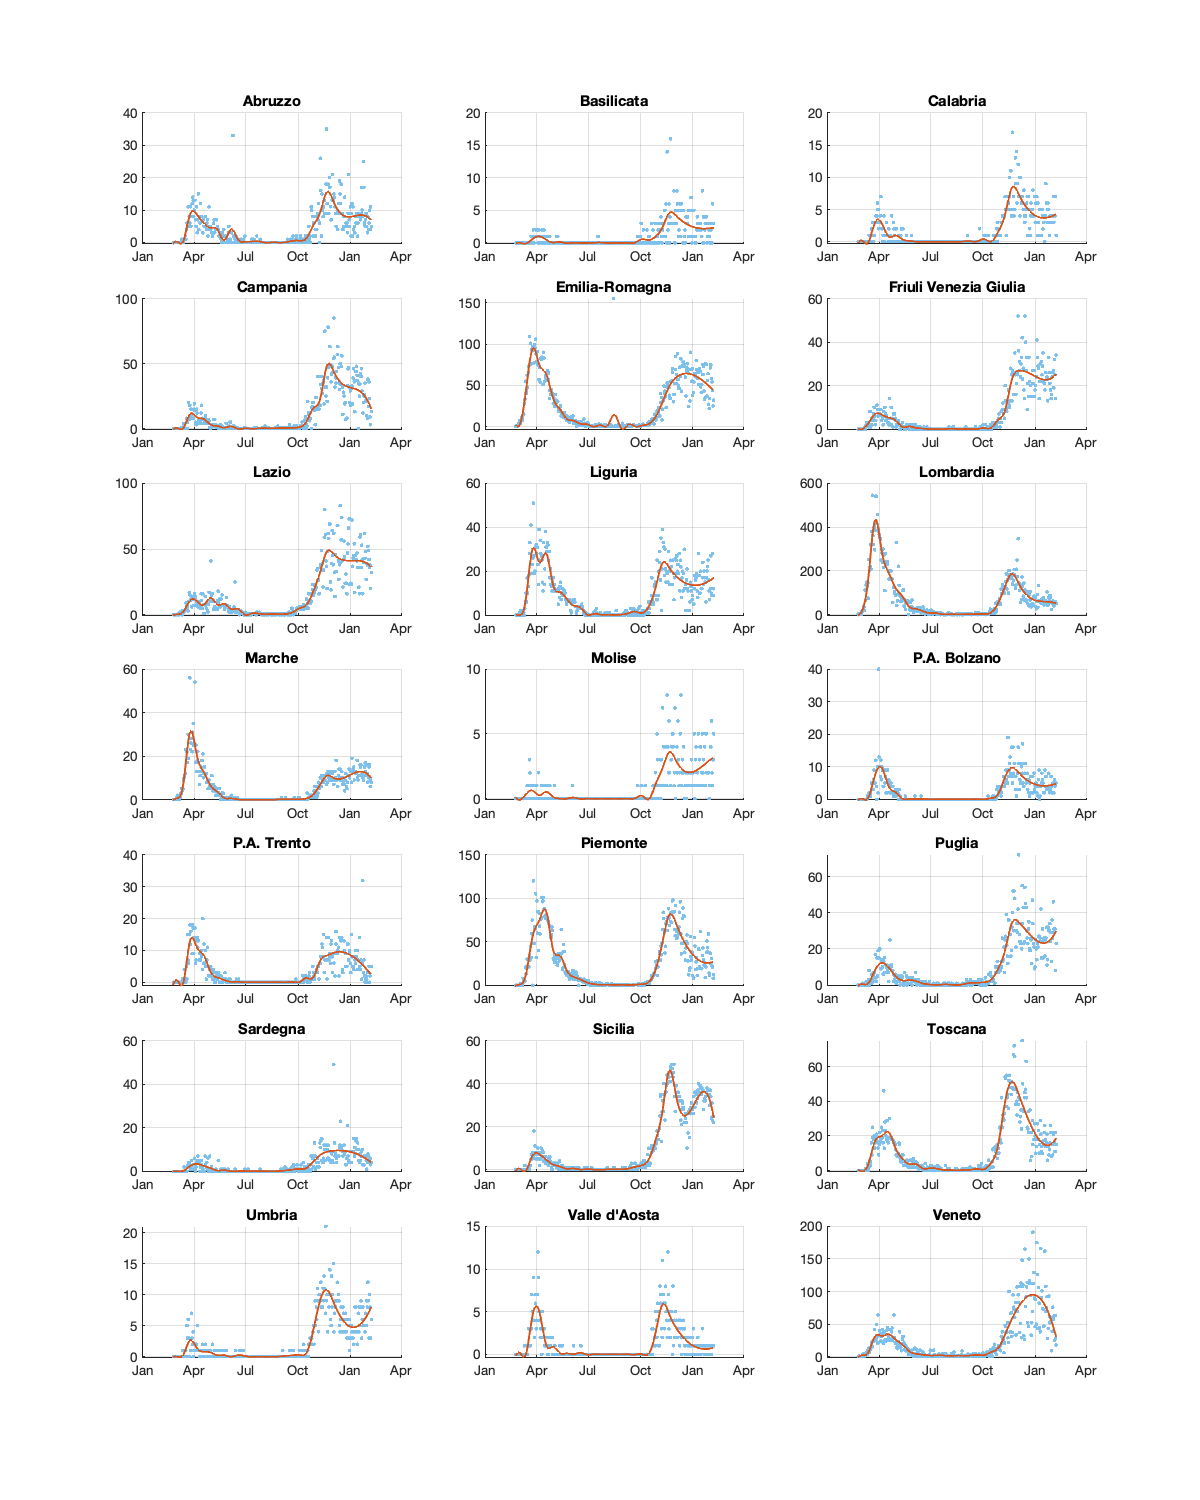 Abruzzo Basilicata Calabria
40 20 20
30 15 15
20 10 10
10 5 5
0 0 0
Jan Apr Jul Oct Jan Apr Jan Apr Jul Oct Jan Apr Jan Apr Jul Oct Jan Apr
Campania Emilia-Romagna Friuli Venezia Giulia
100 150 60
50 100 40
50 20
0 0 0
Jan Apr Jul Oct Jan Apr Jan Apr Jul Oct Jan Apr Jan Apr Jul Oct Jan Apr
Lazio Liguria Lombardia
100 60 600
50 40 400
20 200
0 0 0
Jan Apr Jul Oct Jan Apr Jan Apr Jul Oct Jan Apr Jan Apr Jul Oct Jan Apr
Marche Molise P.A. Bolzano
60 10 40
40 5 30
20 20
10
0 0 0
Jan Apr Jul Oct Jan Apr Jan Apr Jul Oct Jan Apr Jan Apr Jul Oct Jan Apr
P.A. Trento Piemonte Puglia
40 150 60
30 100 40
20 50 20
10
0 0 0
Jan Apr Jul Oct Jan Apr Jan Apr Jul Oct Jan Apr Jan Apr Jul Oct Jan Apr
Sardegna Sicilia Toscana
60 60 60
40 40 40
20 20 20
0 0 0
Jan Apr Jul Oct Jan Apr Jan Apr Jul Oct Jan Apr Jan Apr Jul Oct Jan Apr
Umbria Valle d'Aosta Veneto
20 15 200
15 10 150
10 5 100
5 50
0 0 0
Jan Apr Jul Oct Jan Apr Jan Apr Jul Oct Jan Apr Jan Apr Jul Oct Jan Apr